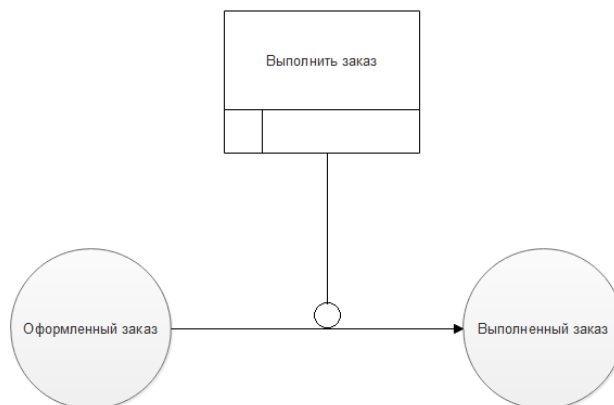 Выполнить заказ
Оформленный заказ
Выполненный заказ